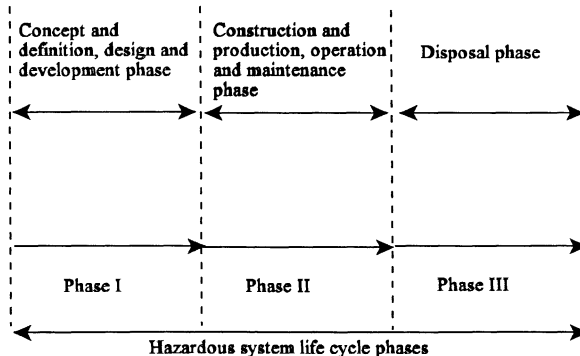 Concept and
definition, design and
development phase
Construction and
production, operation
and maintenance
phase
Disposal phase
Phase I
Phase II
Phase III
Hazardous system life cycle phases